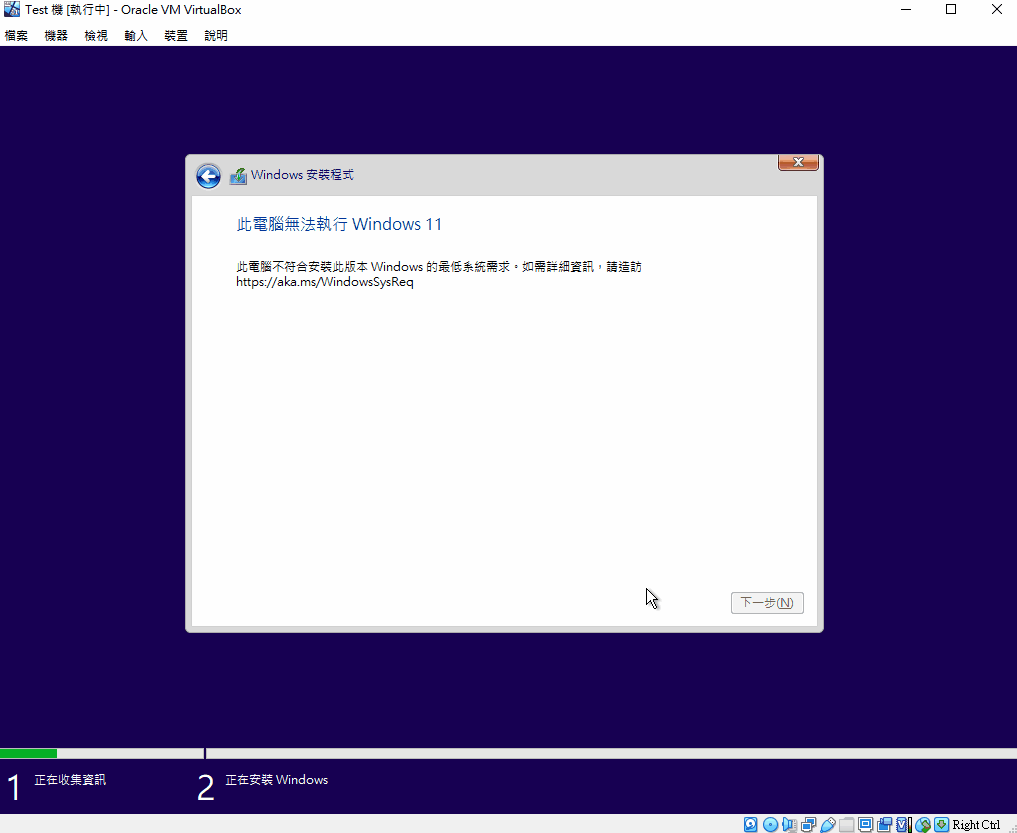 Test 機 [執行中] - Oracle VM VirtualBox
檔案 機器 檢視 輸入 裝置 說明
Windows 安裝程式
此電腦無法執行 Windows 11
此電腦不符合安裝此版本 Windows 的最低系統需求。如需詳細資訊，請造訪
https://aka.ms/WindowsSysReq
下一步(N)
1 正在收集資訊 2 正在安裝 Windows
Right Ctrl